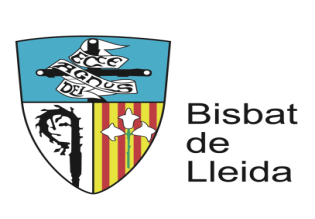 ECCE
AGNUS
DEI
Bisbat
de
Lleida